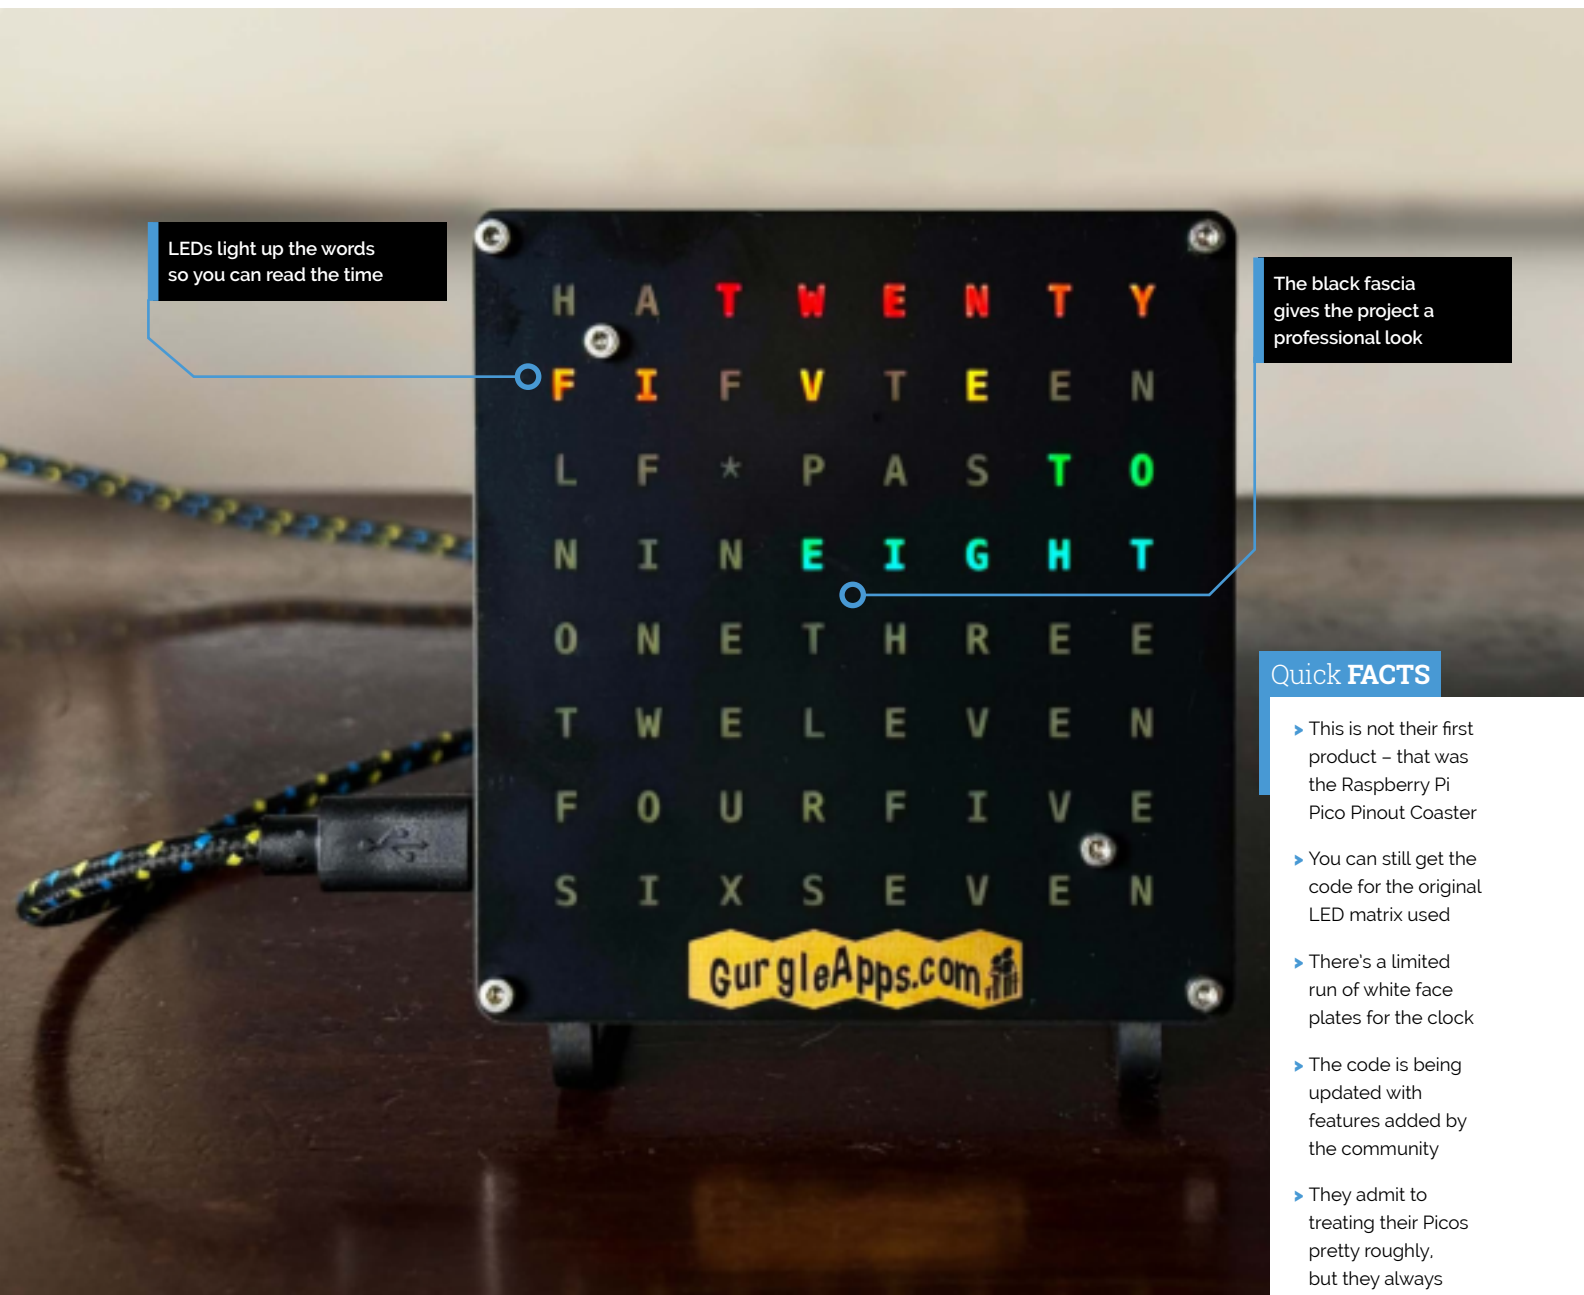 LEDs light up the words
so you can read the time
The black fascia
gives the project a
professional look
H A T W E N T Y
F I F V T E E N
L F * P A S T O
N I N E I G H T
O N E T H R E E
T W E L E V E N
F O U R F I V E
S I X S E V E N
GurgleApps.com
Quick FACTS
> This is not their first
product – that was
the Raspberry Pi
Pico Pinout Coaster
> You can still get the
code for the original
LED matrix used
> There's a limited
run of white face
plates for the clock
> The code is being
updated with
features added by
the community
> They admit to
treating their Picos
pretty roughly,
but they always